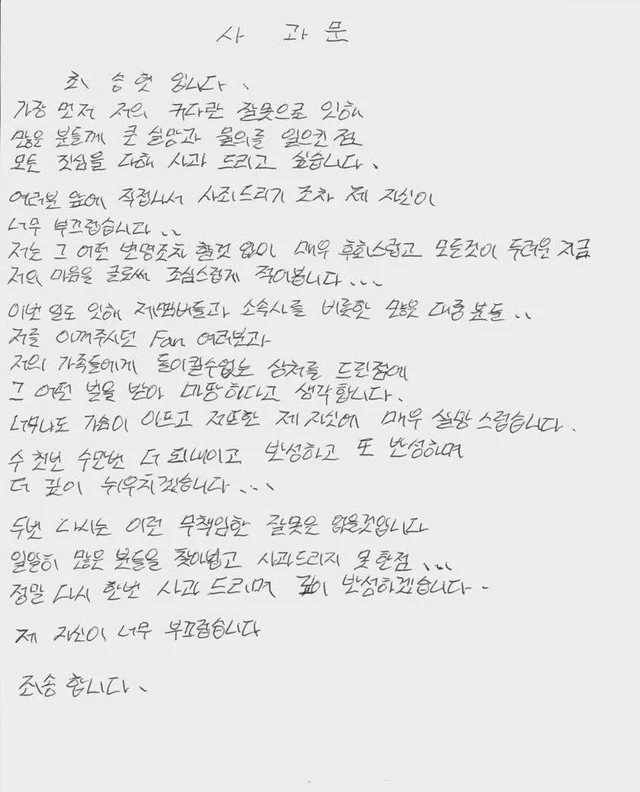 사 과 문
최 승 현 입니다.
가장 먼저 저의 커다란 잘못으로 인해
많은 분들께 큰 실망과 물의를 일으킨 점
모든 진심을 다해 사과 드리고 싶습니다.
여러분 앞에 직접나서 사죄드리기 조차 제 자신이
너무 부끄럽습니다..
저는 그 어떤 변명조차 할것 없이 매우 후회스럽고 모든것이 두려운 지금
저의 마음을 글로써 조심스럽게 적어봅니다...
이번 일로 인해 제멤버들과 소속사를 비롯한 많은 대중분들..
저를 아껴주시던 Fan 여러분과
저의 가족들에게 돌이킬수없는 상처를 드린점에
그 어떤 벌을 받아 마땅하다고 생각합니다.
너무나도 가슴이 아프고 저또한 제 자신에 매우 실망 스럽습니다.
수 천번 수만번 더 되내이고 반성하고 또 반성하며
더 깊이 뉘우치겠습니다...
두번 다시는 이런 무책임한 잘못은 없을것입니다
일일히 많은 분들을 찾아뵙고 사과드리지 못 한점...
정말 다시 한번 사과 드리며 깊이 반성하겠습니다.
제 자신이 너무 부끄럽습니다
죄송 합니다.